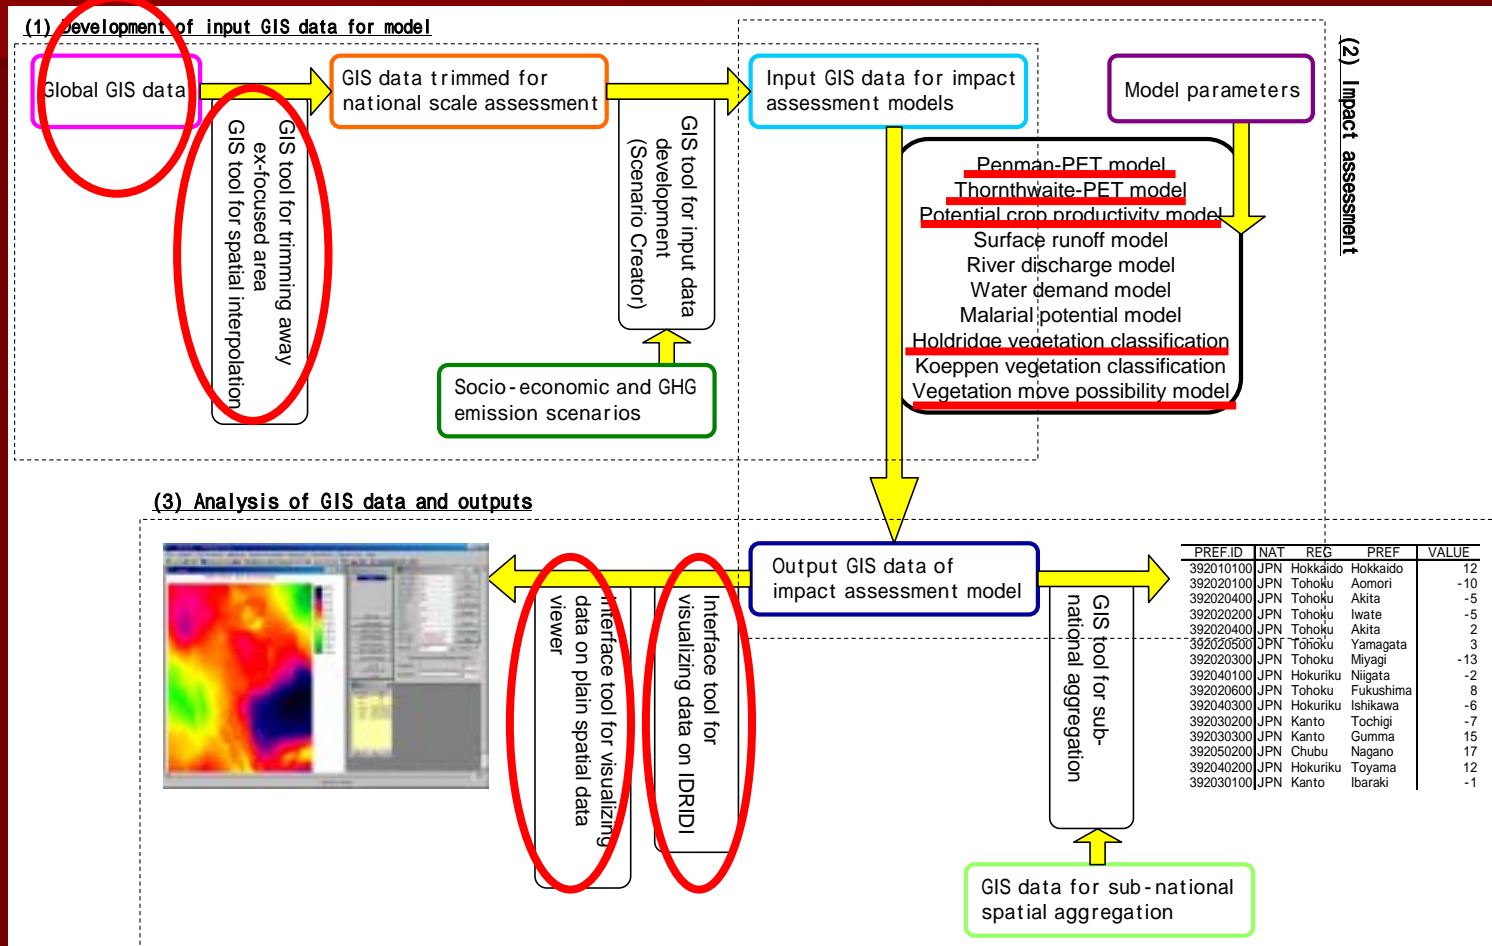 (1) Development of input GIS data for model
Global GIS data
GIS data trimmed for
national scale assessment
Input GIS data for impact
assessment models
Model parameters
(2) Impact assessment
GIS tool for trimming away
ex-focused area
GIS tool for spatial interpolation
GIS tool for input data
development
(Scenario Creator)
Socio-economic and GHG
emission scenarios
Penman-PET model
Thornthwaite-PET model
Potential crop productivity model
Surface runoff model
River discharge model
Water demand model
Malarial potential model
Holdridge vegetation classification
Koeppen vegetation classification
Vegetation move possibility model
(3) Analysis of GIS data and outputs
Output GIS data of
impact assessment model
Interface tool for visualizing
data on plain spatial data
viewer
Interface tool for
visualizing data on IDRIDI
GIS tool for sub-
national aggregation
GIS data for sub-national
spatial aggregation
PREF.ID NAT REG PREF VALUE
392010100 JPN Hokkaido Hokkaido 12
392020100 JPN Tohoku Aomori -10
392020400 JPN Tohoku Akita -5
392020200 JPN Tohoku Iwate -5
392020400 JPN Tohoku Akita 2
392020500 JPN Tohoku Yamagata 3
392020300 JPN Tohoku Miyagi -13
392040100 JPN Hokuriku Niigata -2
392020600 JPN Tohoku Fukushima 8
392040300 JPN Hokuriku Ishikawa -6
392030200 JPN Kanto Tochigi -7
392030300 JPN Kanto Gumma 15
392050200 JPN Chubu Nagano 17
392040200 JPN Hokuriku Toyama 12
392030100 JPN Kanto Ibaraki -1